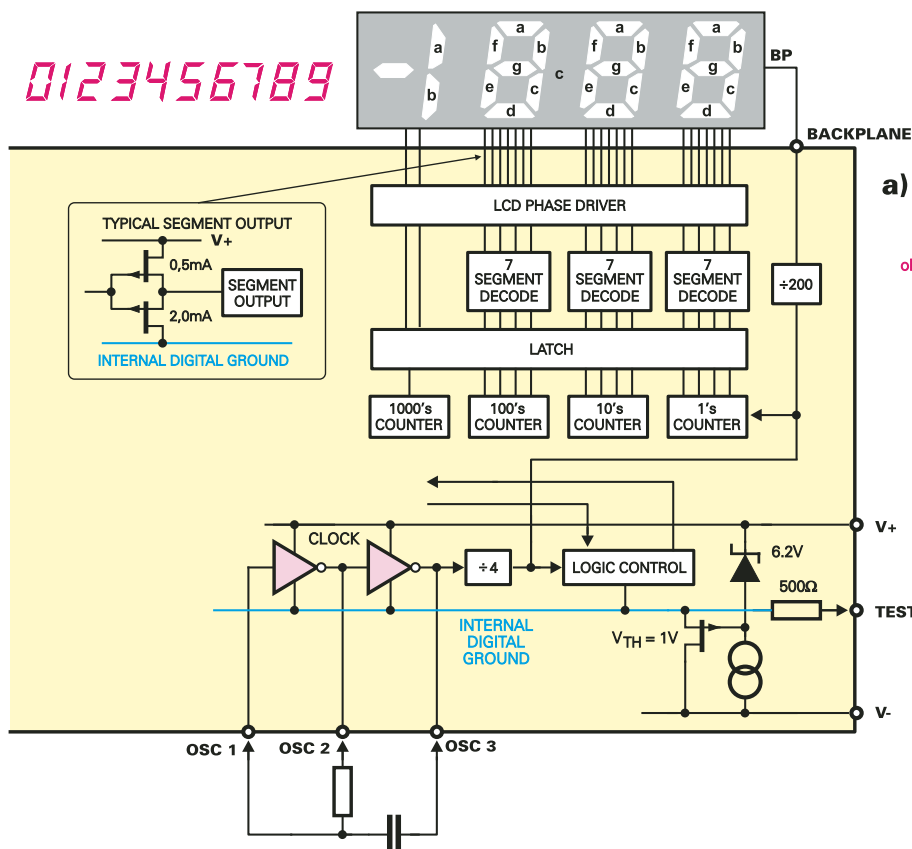 0123456789
a
b
a
f
b
g
e
c
d
c
a
f
b
g
e
c
d
a
f
b
g
e
c
d
BP
BACKPLANE
a)
LCD PHASE DRIVER
TYPICAL SEGMENT OUTPUT
V+
0,5mA
SEGMENT
OUTPUT
2,0mA
INTERNAL DIGITAL GROUND
7
SEGMENT
DECODE
7
SEGMENT
DECODE
7
SEGMENT
DECODE
÷200
LATCH
1000's
COUNTER
100's
COUNTER
10's
COUNTER
1's
COUNTER
V+
CLOCK
÷4
LOGIC CONTROL
6.2V
500Ω
TEST
INTERNAL
DIGITAL
GROUND
VTH = 1V
V-
OSC 1
OSC 2
OSC 3